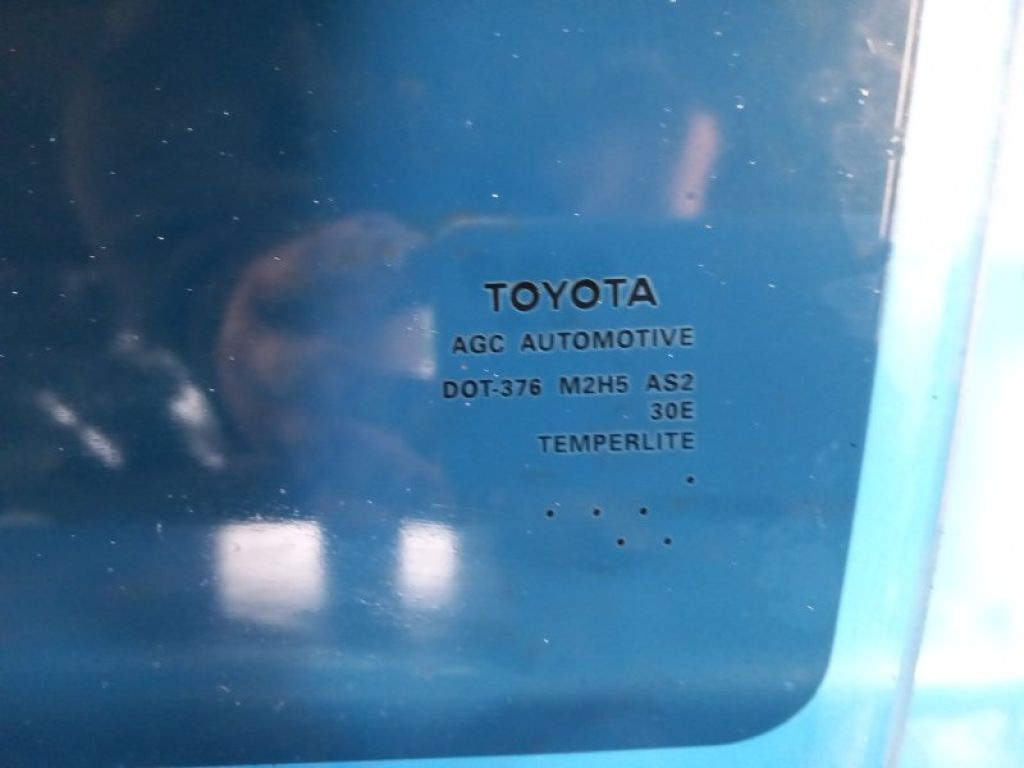 TOYOTA
AGC AUTOMOTIVE
DOT-376 M2H5 AS2
30E
TEMPERLITE